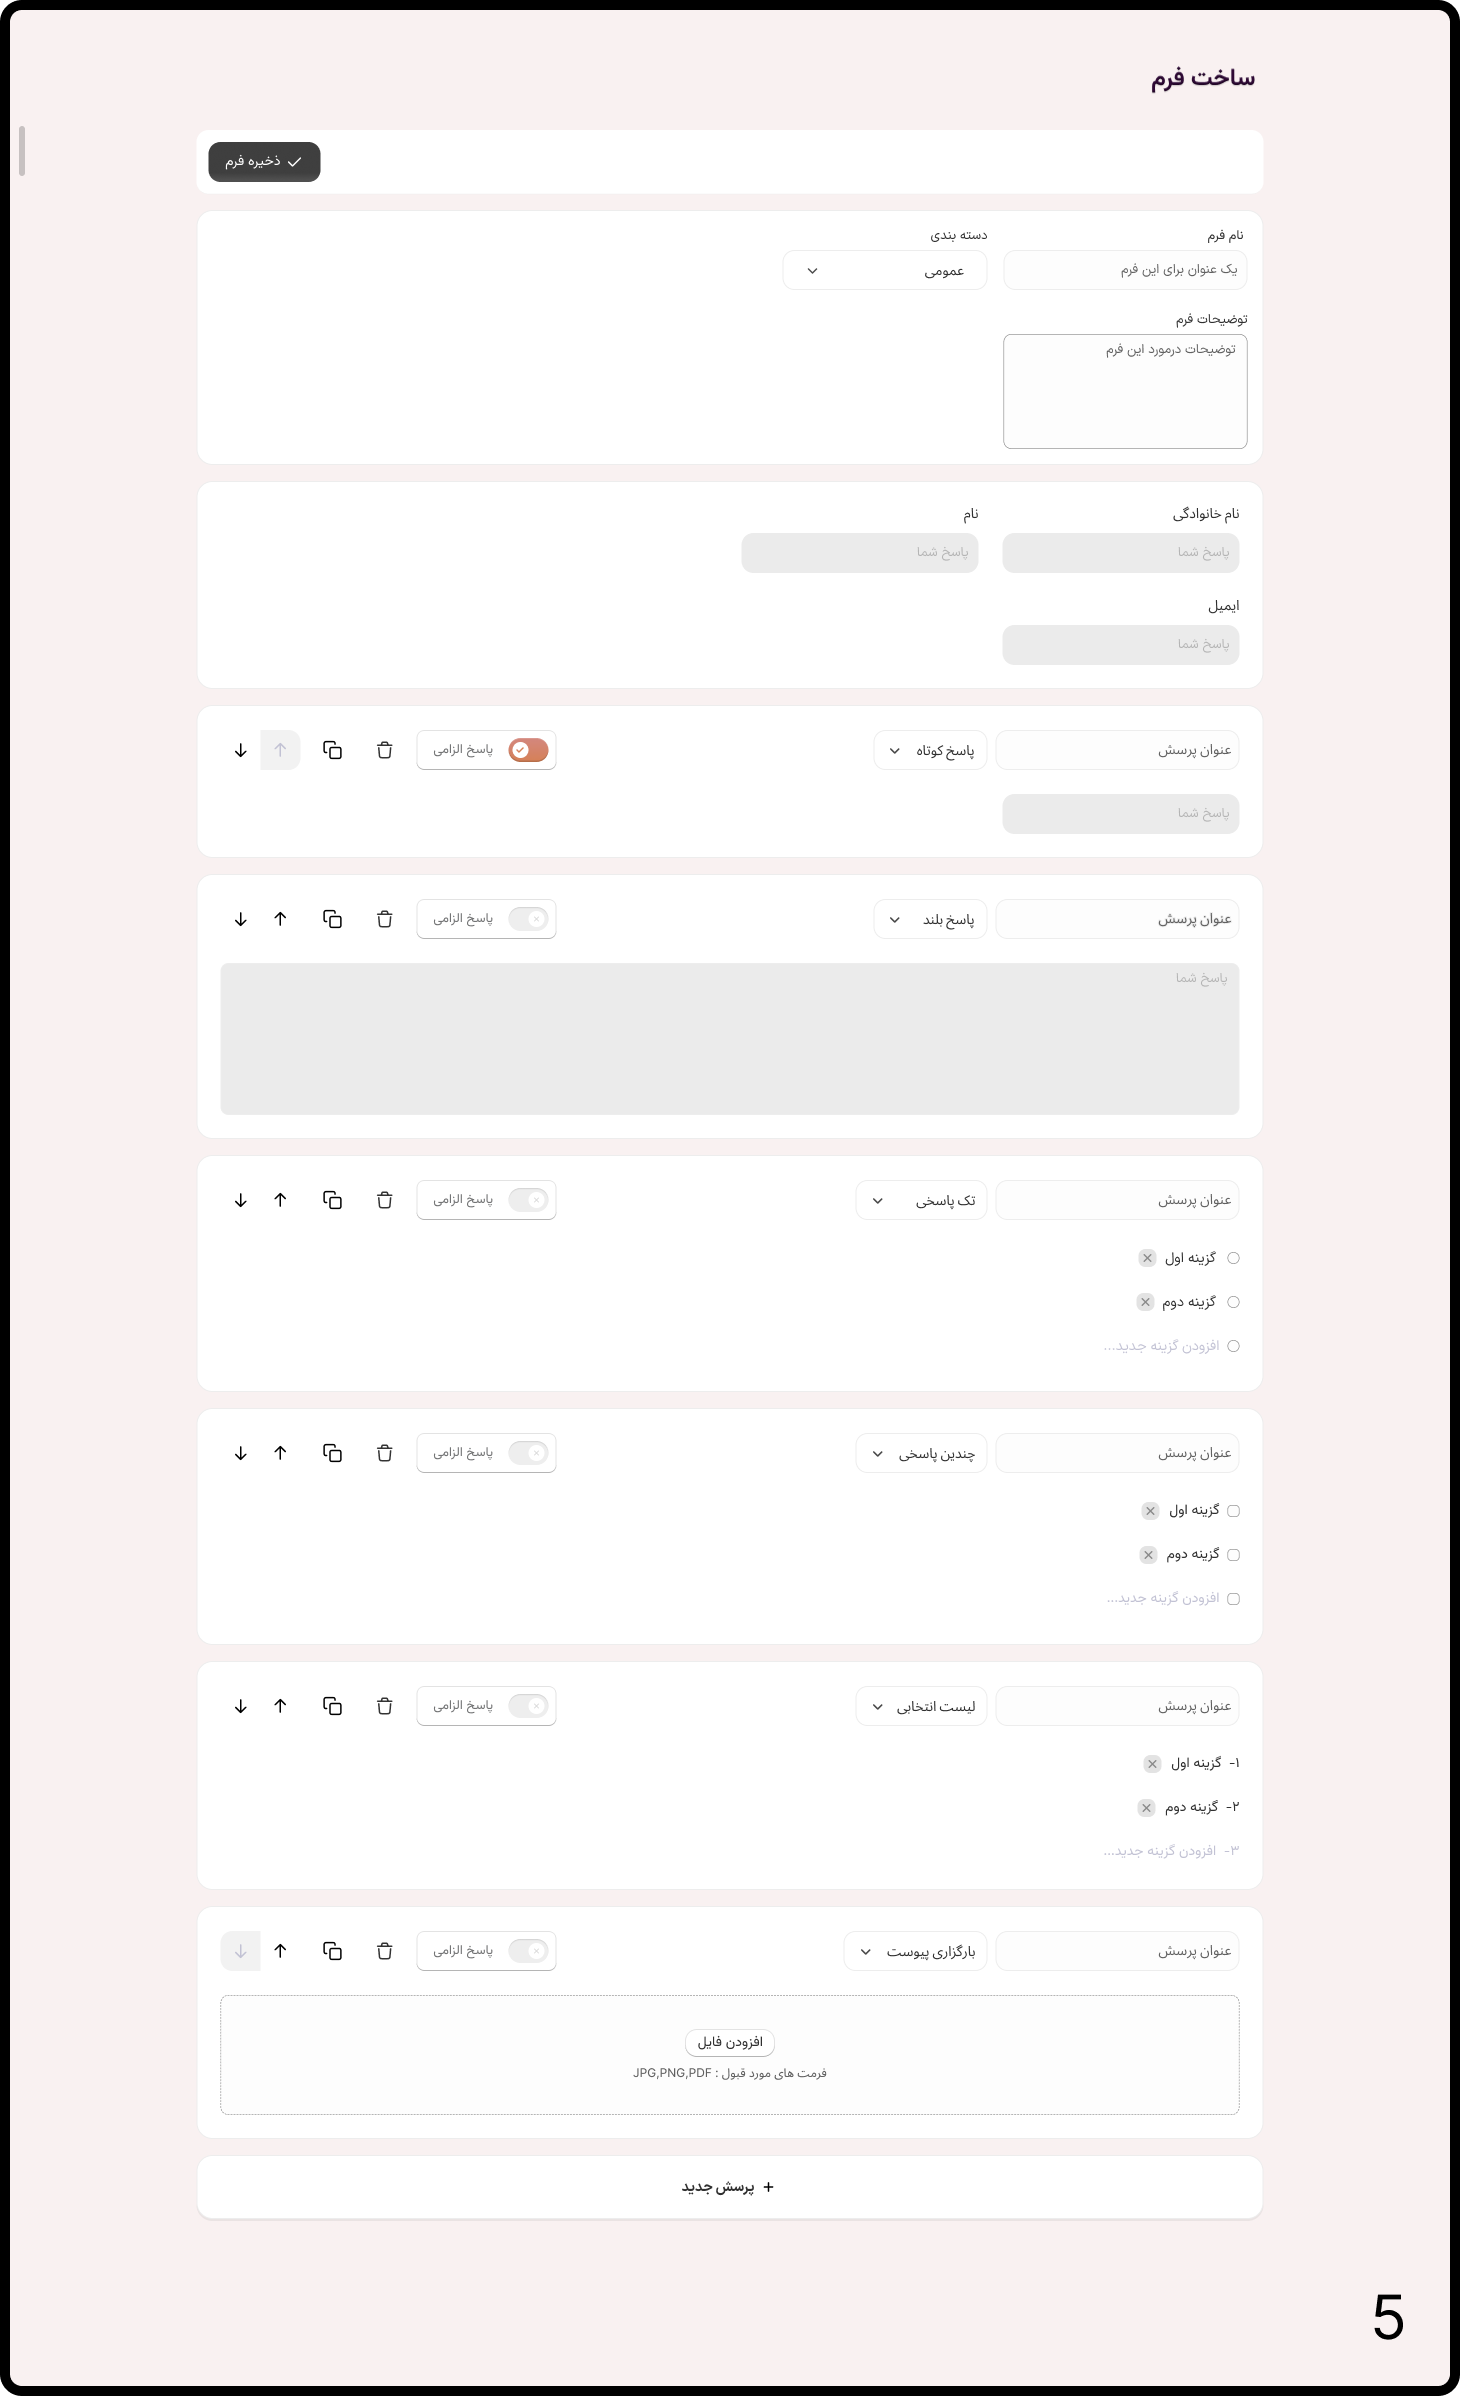 ساخت فرم
ذخیره فرم
نام فرم
دسته بندی
یک عنوان برای این فرم
عمومی
توضیحات فرم
توضیحات درمورد این فرم
نام خانوادگی
نام
پاسخ شما
پاسخ شما
ایمیل
پاسخ شما
عنوان پرسش
پاسخ کوتاه
پاسخ الزامی
پاسخ شما
عنوان پرسش
پاسخ بلند
پاسخ الزامی
پاسخ شما
عنوان پرسش
تک پاسخی
پاسخ الزامی
گزینه اول
گزینه دوم
افزودن گزینه جدید...
عنوان پرسش
چندین پاسخی
پاسخ الزامی
گزینه اول
گزینه دوم
افزودن گزینه جدید...
عنوان پرسش
لیست انتخابی
پاسخ الزامی
۱- گزینه اول
۲- گزینه دوم
۳- افزودن گزینه جدید...
عنوان پرسش
بارگزاری پیوست
پاسخ الزامی
افزودن فایل
فرمت های مورد قبول : JPG,PNG,PDF
+ پرسش جدید
5